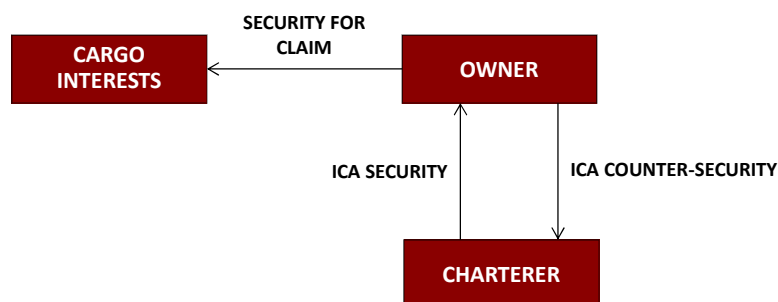 SECURITY FOR
CLAIM
CARGO
INTERESTS
OWNER
ICA SECURITY
ICA COUNTER-SECURITY
CHARTERER